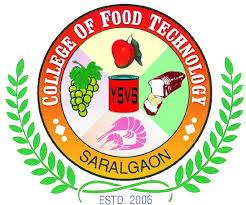 COLLEGE OF FOOD TECHNOLOGY
YSVS
SARALGAON
ESTD. 2006